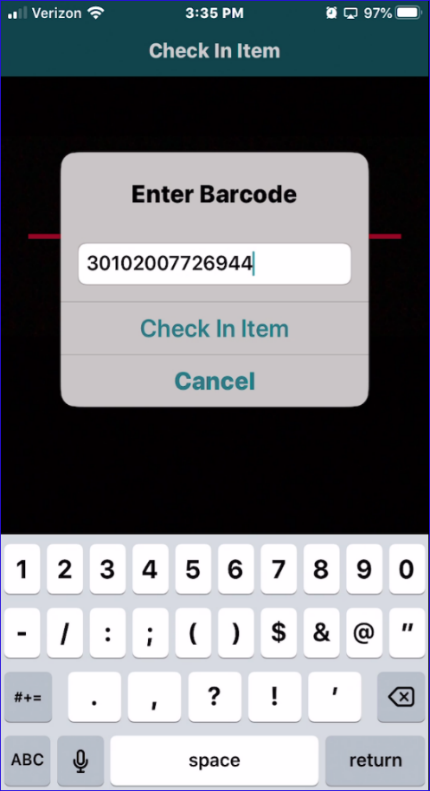 Verizon 3:35 PM 97%
Check In Item
Enter Barcode
30102007726944
Check In Item
Cancel
1 2 3 4 5 6 7 8 9 0
- / : ; ( ) $ & @ "
#+= . , ? ! '
ABC space return